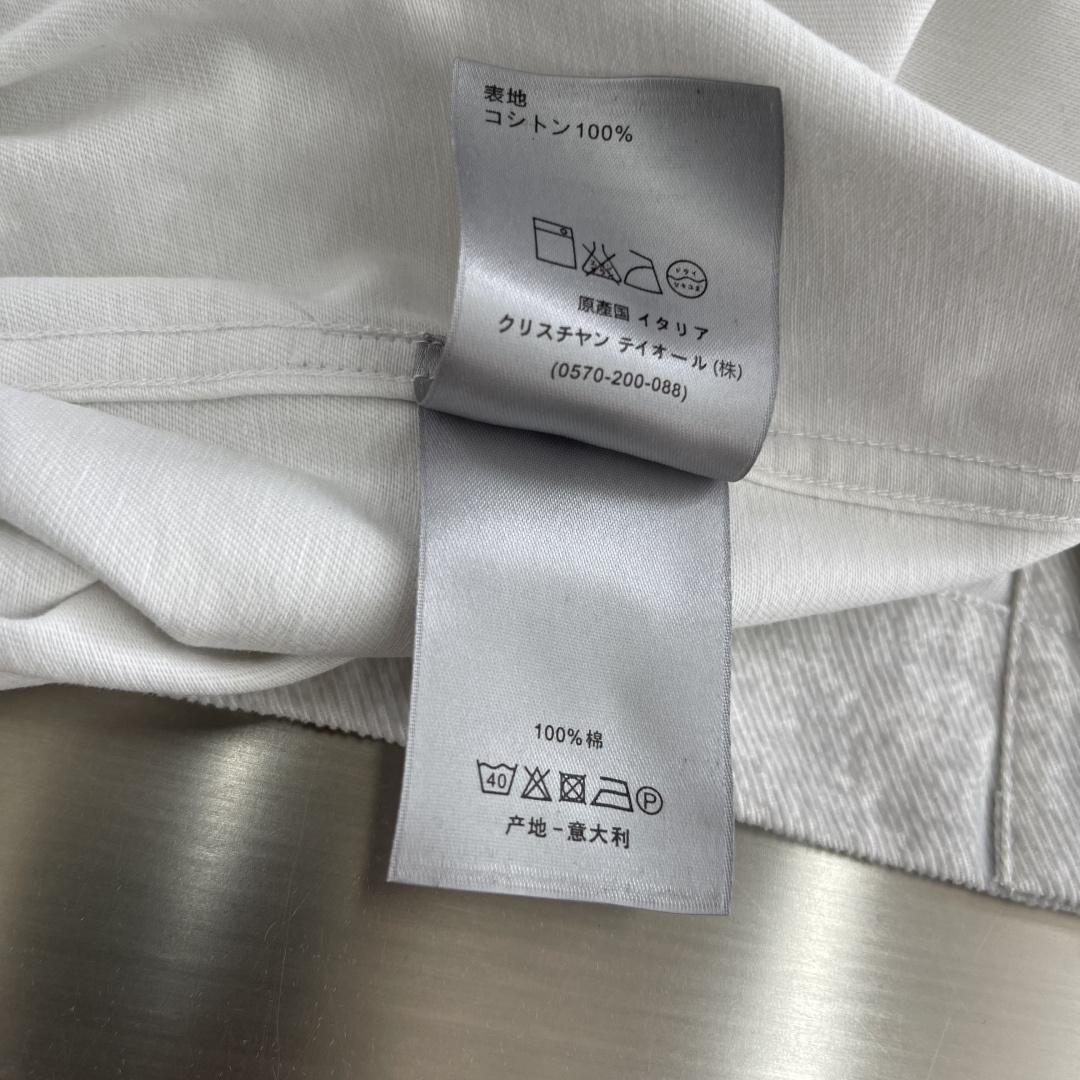 表地
コシトン100%
原產国 イタリア
クリスチヤン テイオール (株)
(0570-200-088)
100%棉
40 P
产地-意大利